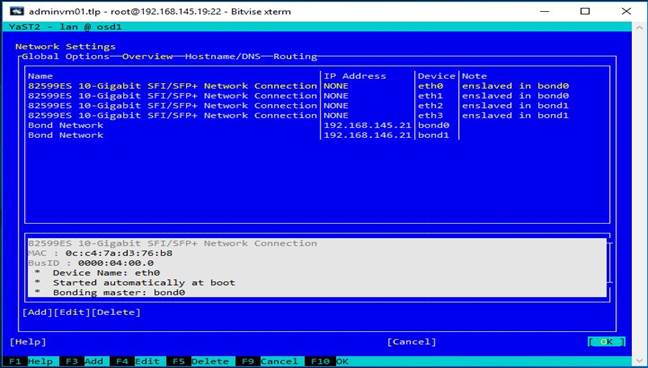 adminvm01.tlp - root@192.168.145.19:22 - Bitvise xterm
YaST2 - lan @ osd1
Network Settings
Global Options—Overview—Hostname/DNS—Routing
Name IP Address Device Note
82599ES 10-Gigabit SFI/SFP+ Network Connection NONE eth0 enslaved in bond0
82599ES 10-Gigabit SFI/SFP+ Network Connection NONE eth1 enslaved in bond0
82599ES 10-Gigabit SFI/SFP+ Network Connection NONE eth2 enslaved in bond1
82599ES 10-Gigabit SFI/SFP+ Network Connection NONE eth3 enslaved in bond1
Bond Network 192.168.145.21 bond0
Bond Network 192.168.146.21 bond1
82599ES 10-Gigabit SFI/SFP+ Network Connection
MAC : 0c:c4:7a:d3:76:b8
BusID : 0000:04:00.0
* Device Name: eth0
* Started automatically at boot
* Bonding master: bond0
[Add][Edit][Delete]
[Help] [Cancel] [ OK ]
F1 Help F3 Add F4 Edit F5 Delete F9 Cancel F10 OK